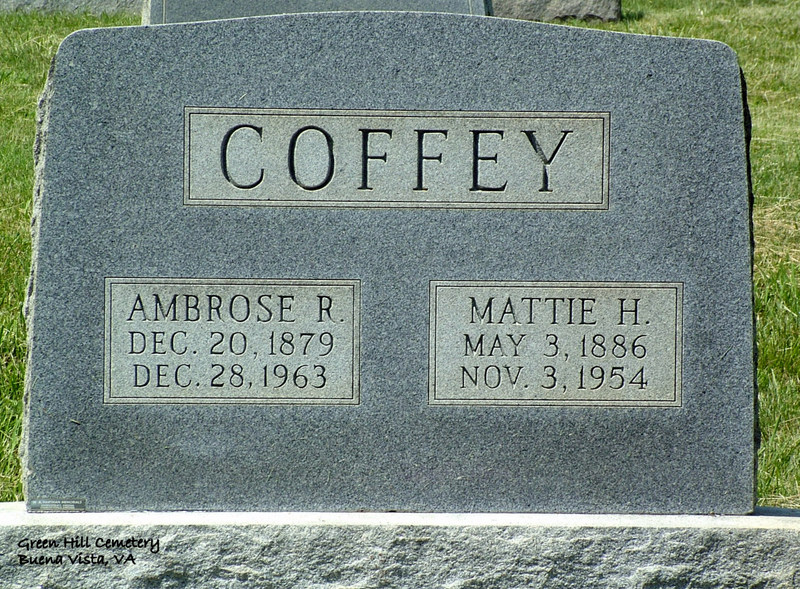 COFFEY
AMBROSE R.
DEC. 20, 1879
DEC. 28, 1963
MATTIE H.
MAY 3, 1886
NOV. 3, 1954
Green Hill Cemetery
Buena Vista, VA